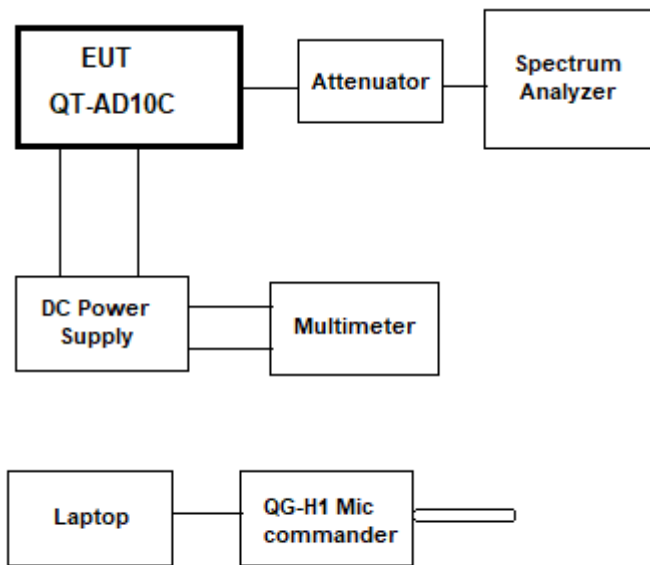 EUT
QT-AD10C
Attenuator
Spectrum
Analyzer
DC Power
Supply
Multimeter
Laptop
QG-H1 Mic
commander